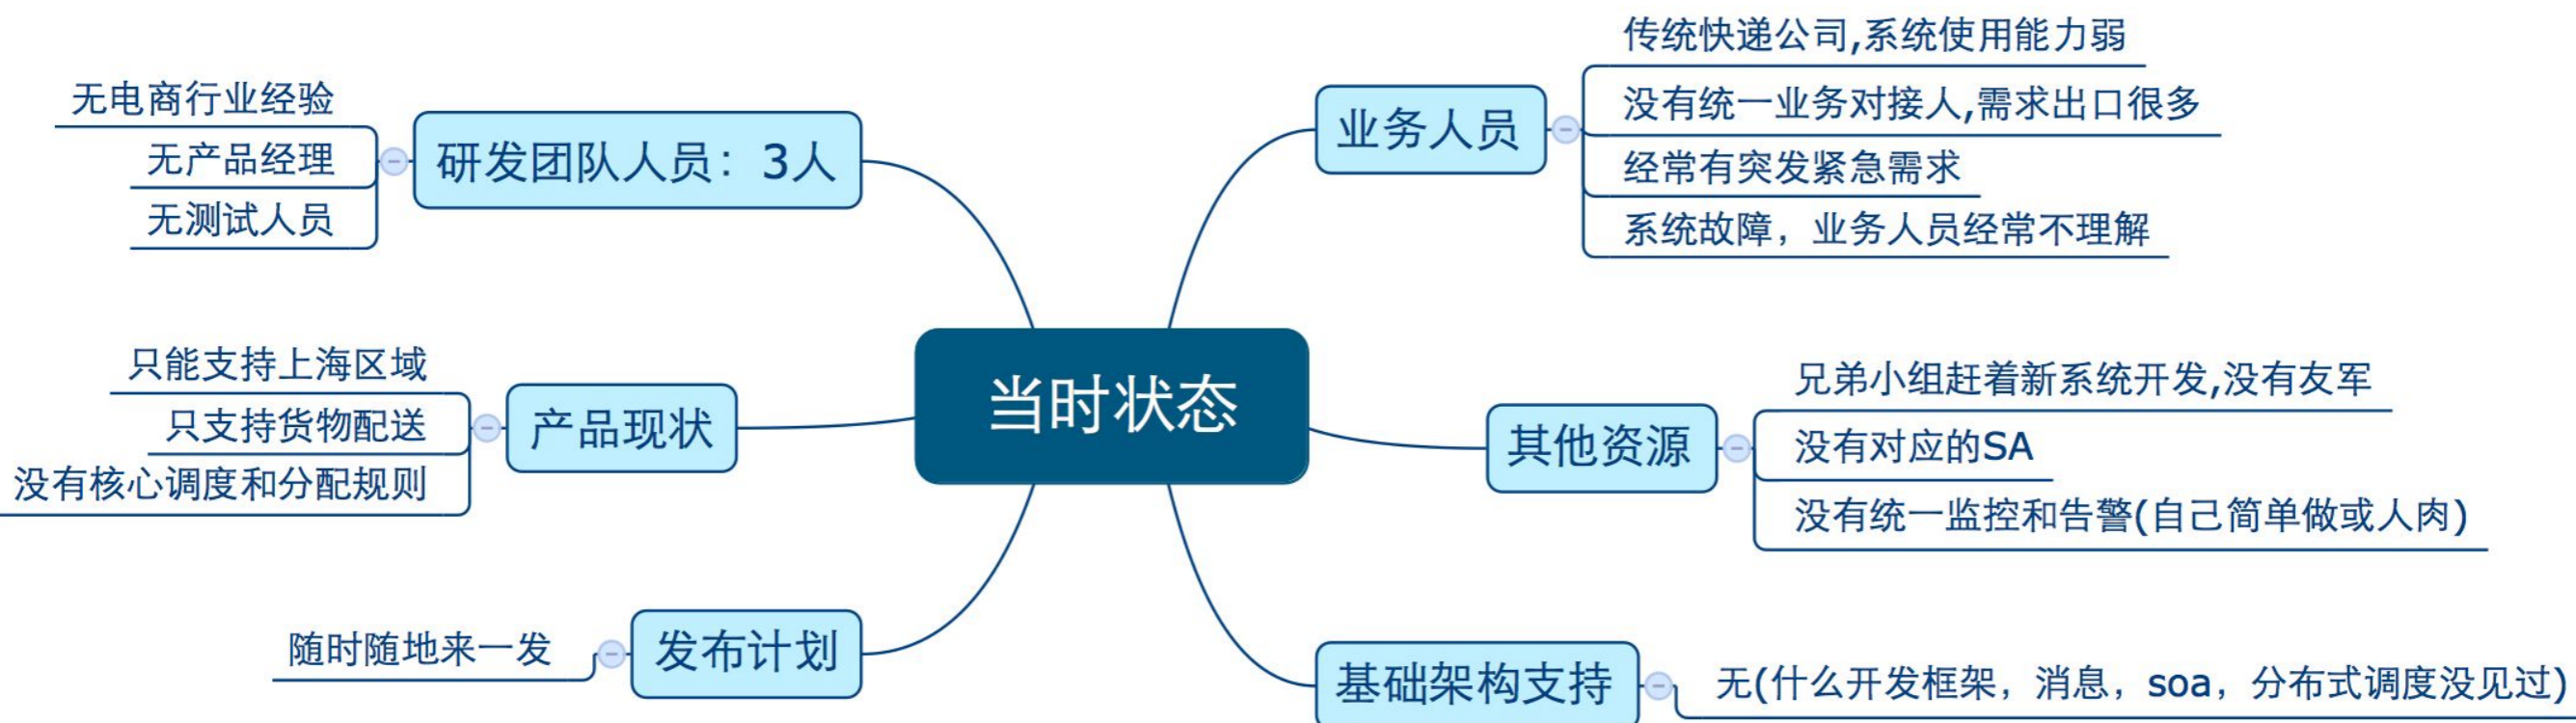 当时状态
研发团队人员：3人
无电商行业经验
无产品经理
无测试人员
产品现状
只能支持上海区域
只支持货物配送
没有核心调度和分配规则
发布计划
随时随地来一发
业务人员
传统快递公司,系统使用能力弱
没有统一业务对接人,需求出口很多
经常有突发紧急需求
系统故障，业务人员经常不理解
其他资源
兄弟小组赶着新系统开发,没有友军
没有对应的SA
没有统一监控和告警(自己简单做或人肉)
基础架构支持
无(什么开发框架，消息，soa，分布式调度没见过)